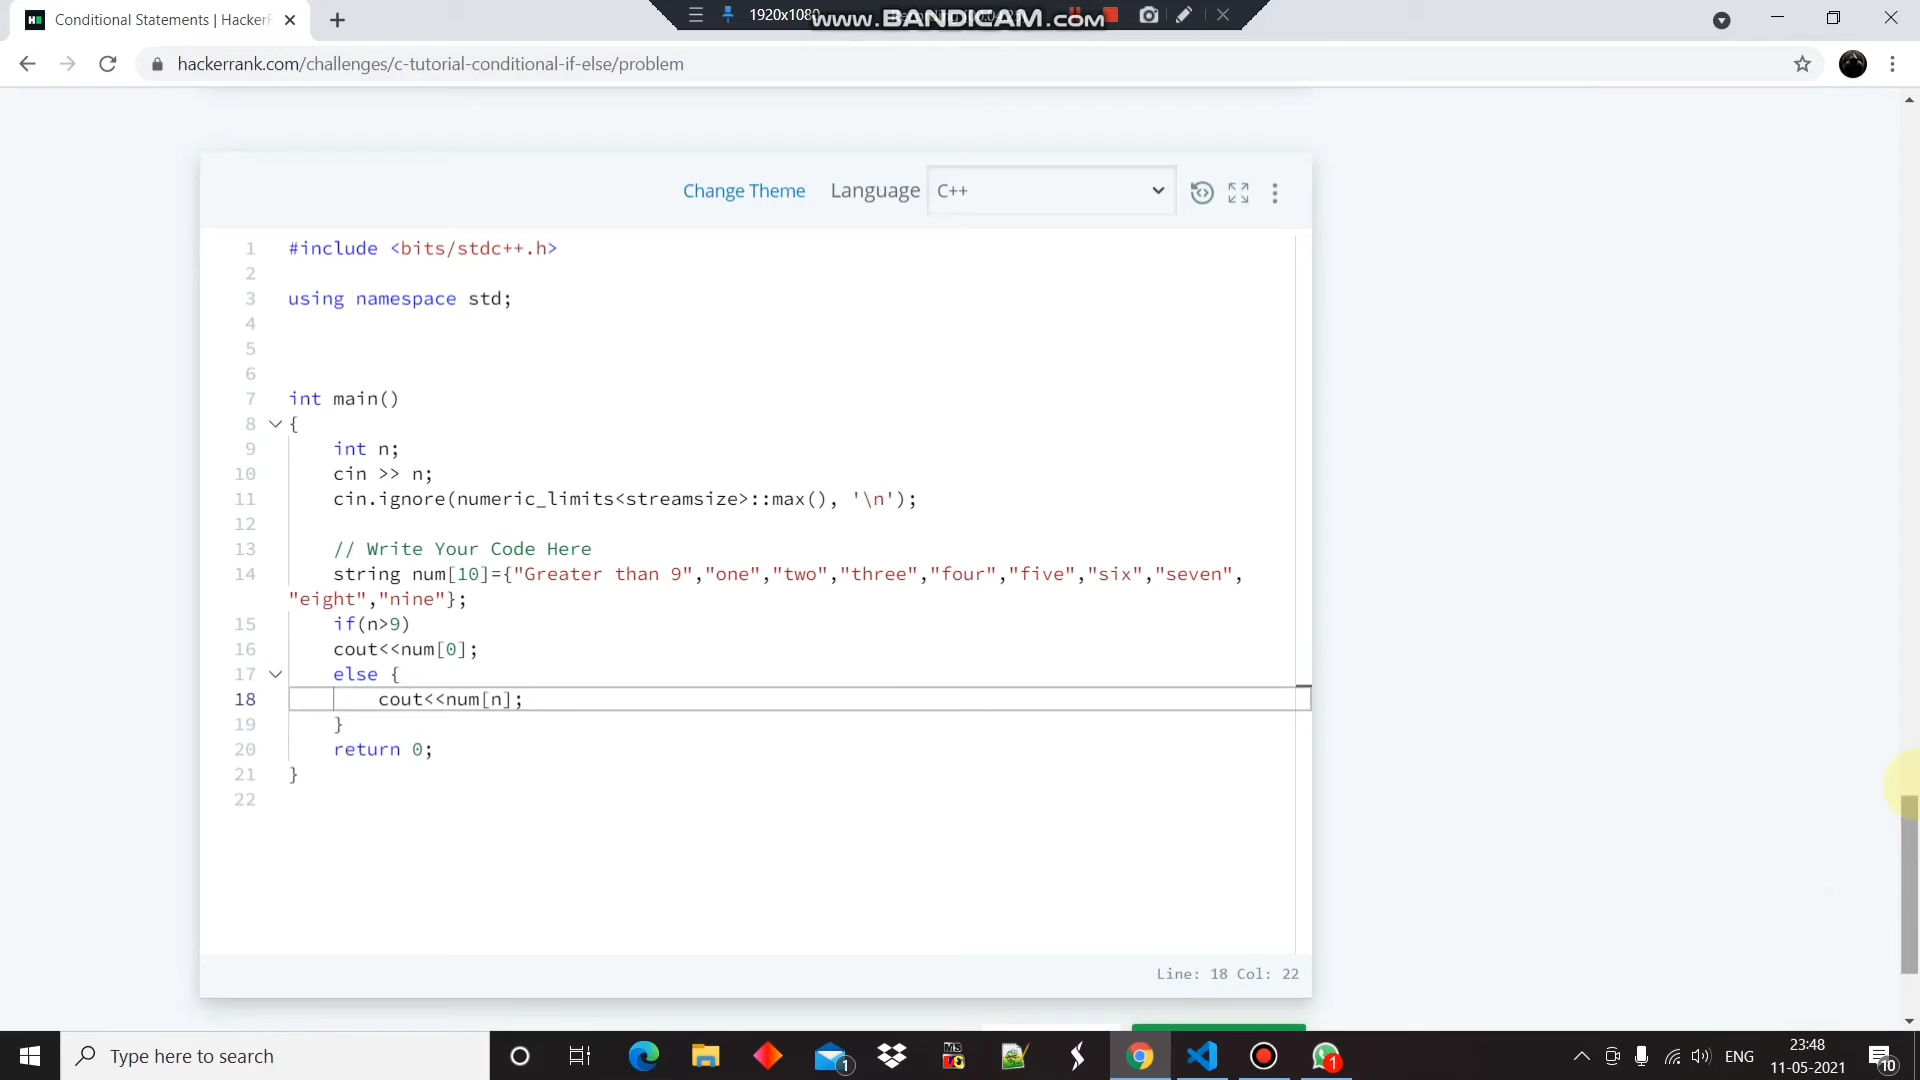 Conditional Statements | HackerR
1920x1080
www.BANDICAM.com
hackerrank.com/challenges/c-tutorial-conditional-if-else/problem
Change Theme Language C++
1 #include <bits/stdc++.h>
2
3 using namespace std;
4
5
6
7 int main()
8 {
9 int n;
10 cin >> n;
11 cin.ignore(numeric_limits<streamsize>::max(), '\n');
12
13 // Write Your Code Here
14 string num[10]={"Greater than 9","one","two","three","four","five","six","seven",
"eight","nine"};
15 if(n>9)
16 cout<<num[0];
17 else {
18 cout<<num[n];
19 }
20 return 0;
21 }
22
Line: 18 Col: 22
Type here to search
1
MS
1
ENG
23:48
11-05-2021
10